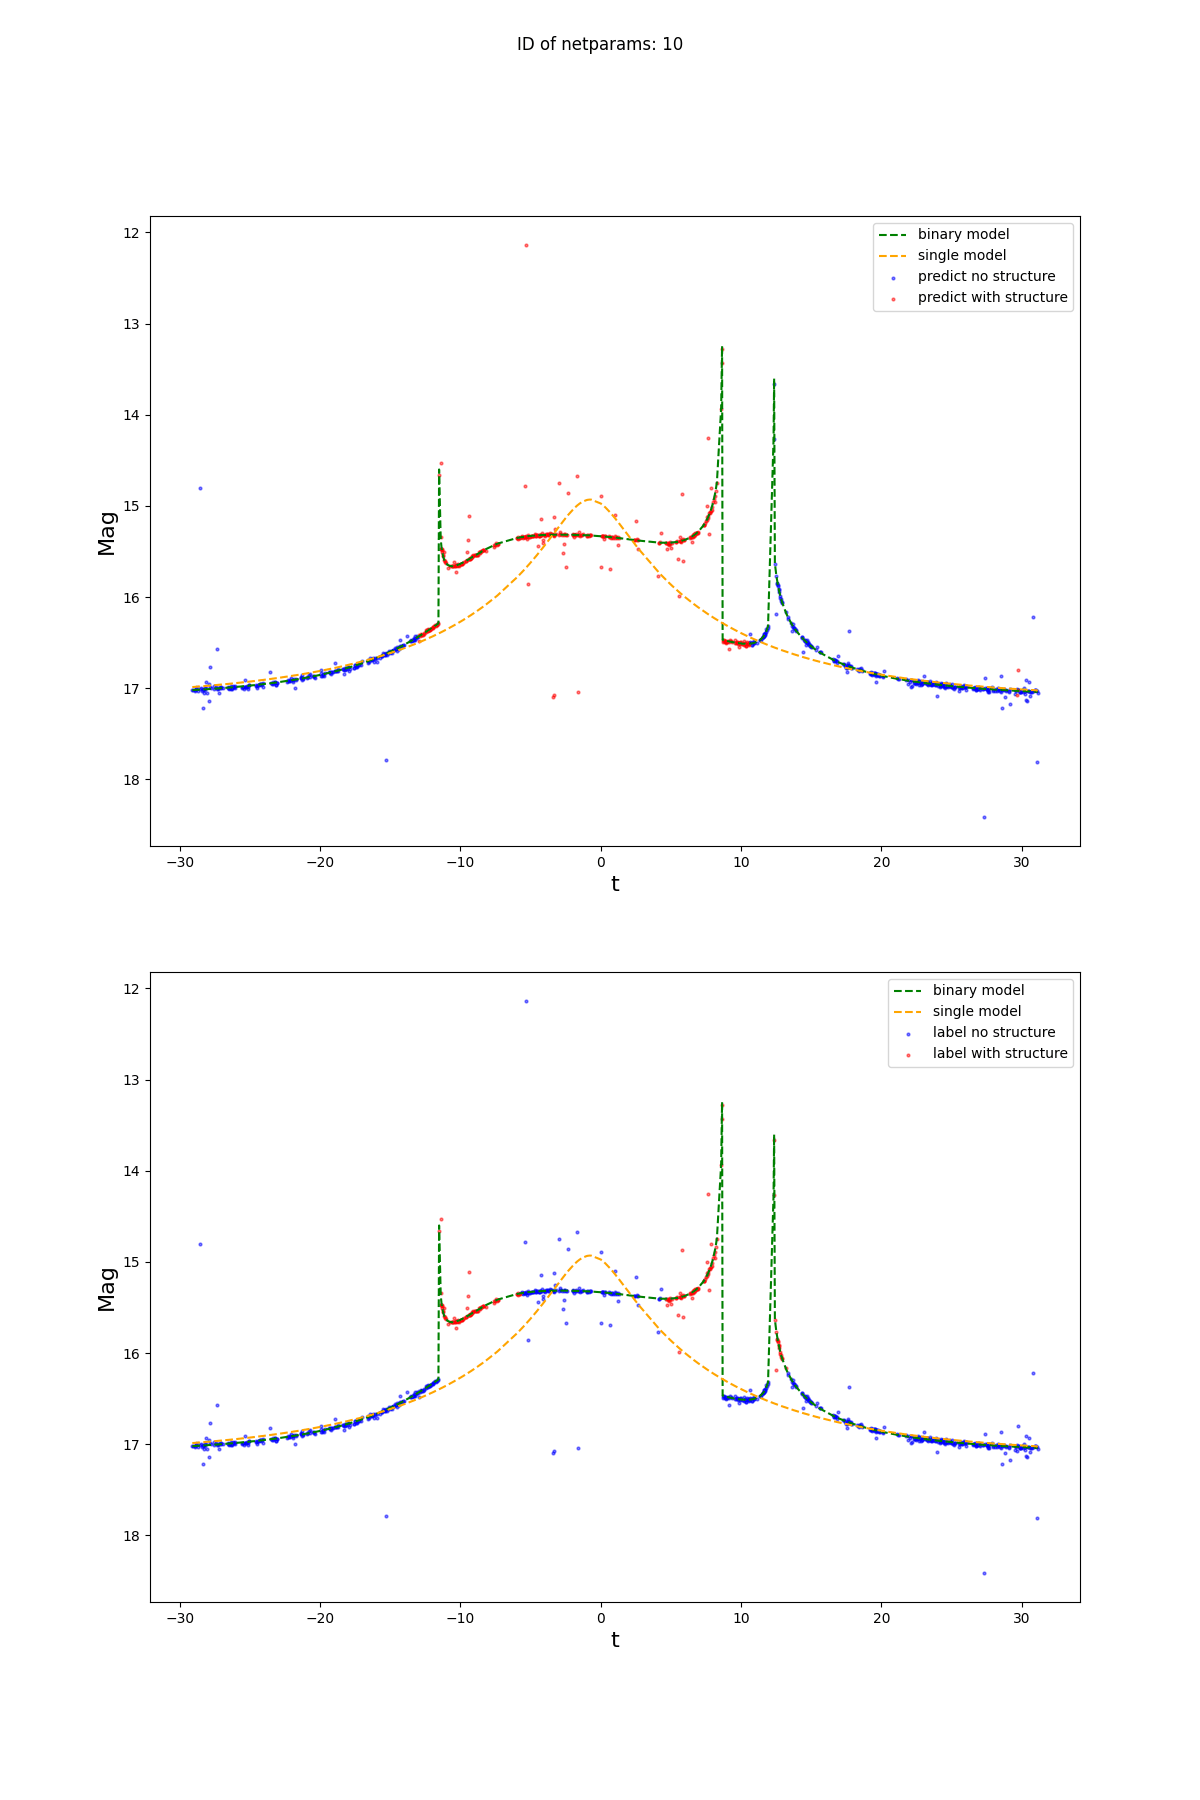 ID of netparams: 10
12
13
14
15
16
17
18
Mag
−30
−20
−10
0
10
20
30
t
binary model
single model
predict no structure
predict with structure
12
13
14
15
16
17
18
Mag
−30
−20
−10
0
10
20
30
t
binary model
single model
label no structure
label with structure